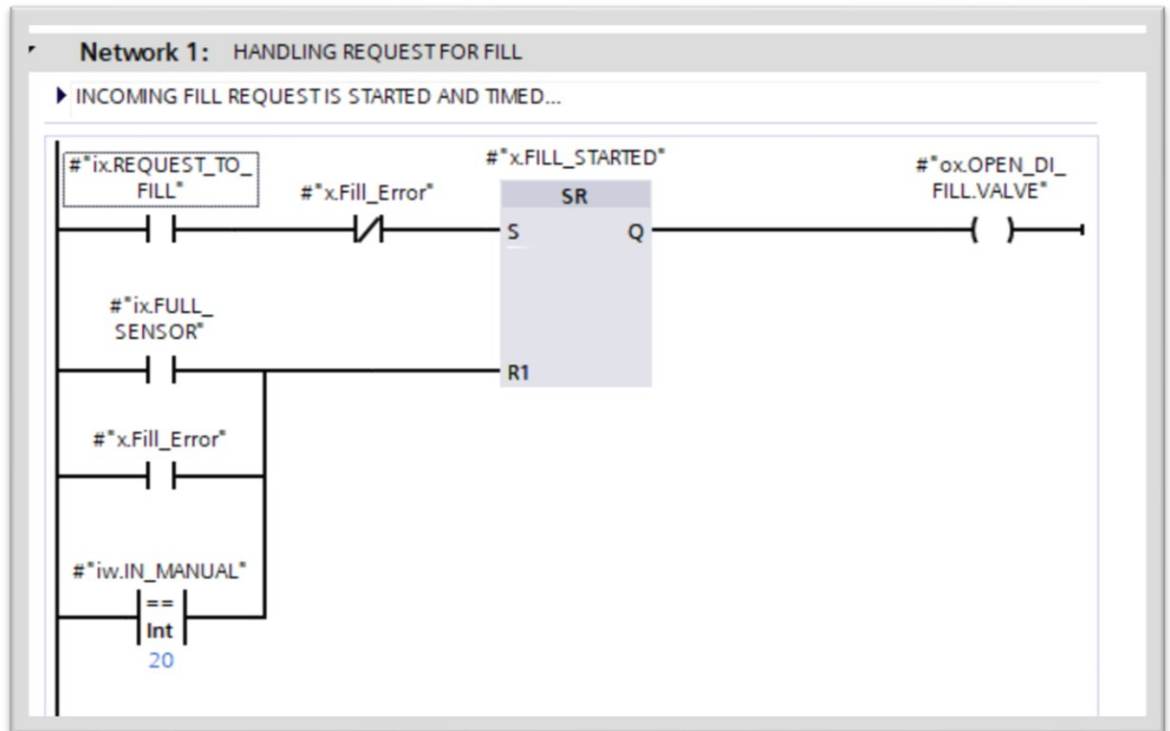 Network 1: HANDLING REQUEST FOR FILL
INCOMING FILL REQUEST IS STARTED AND TIMED...
#"ix.REQUEST_TO_
FILL"
#"x.Fill_Error"
#"x.FILL_STARTED"
SR
S
Q
#"ox.OPEN_DI_
FILL.VALVE"
#"ix.FULL_
SENSOR"
R1
#"x.Fill_Error"
#"iw.IN_MANUAL"
==
Int
20